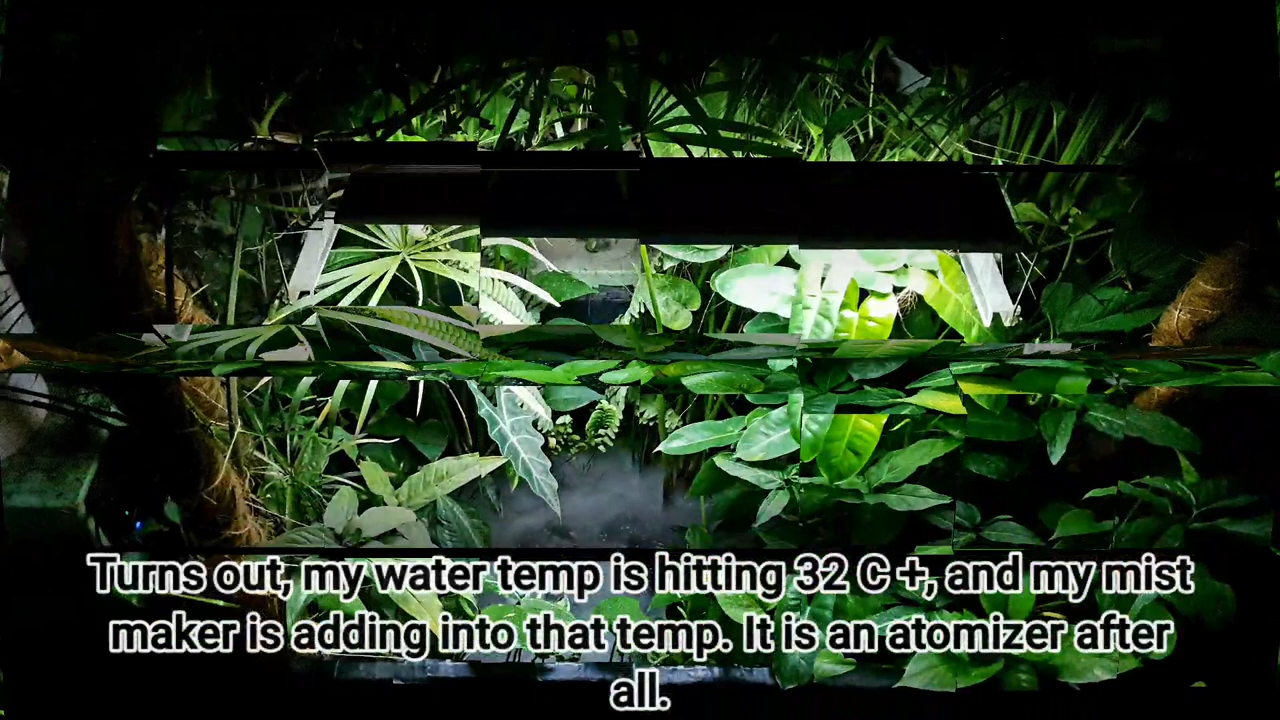 Turns out, my water temp is hitting 32 C +, and my mist
maker is adding into that temp. It is an atomizer after
all.